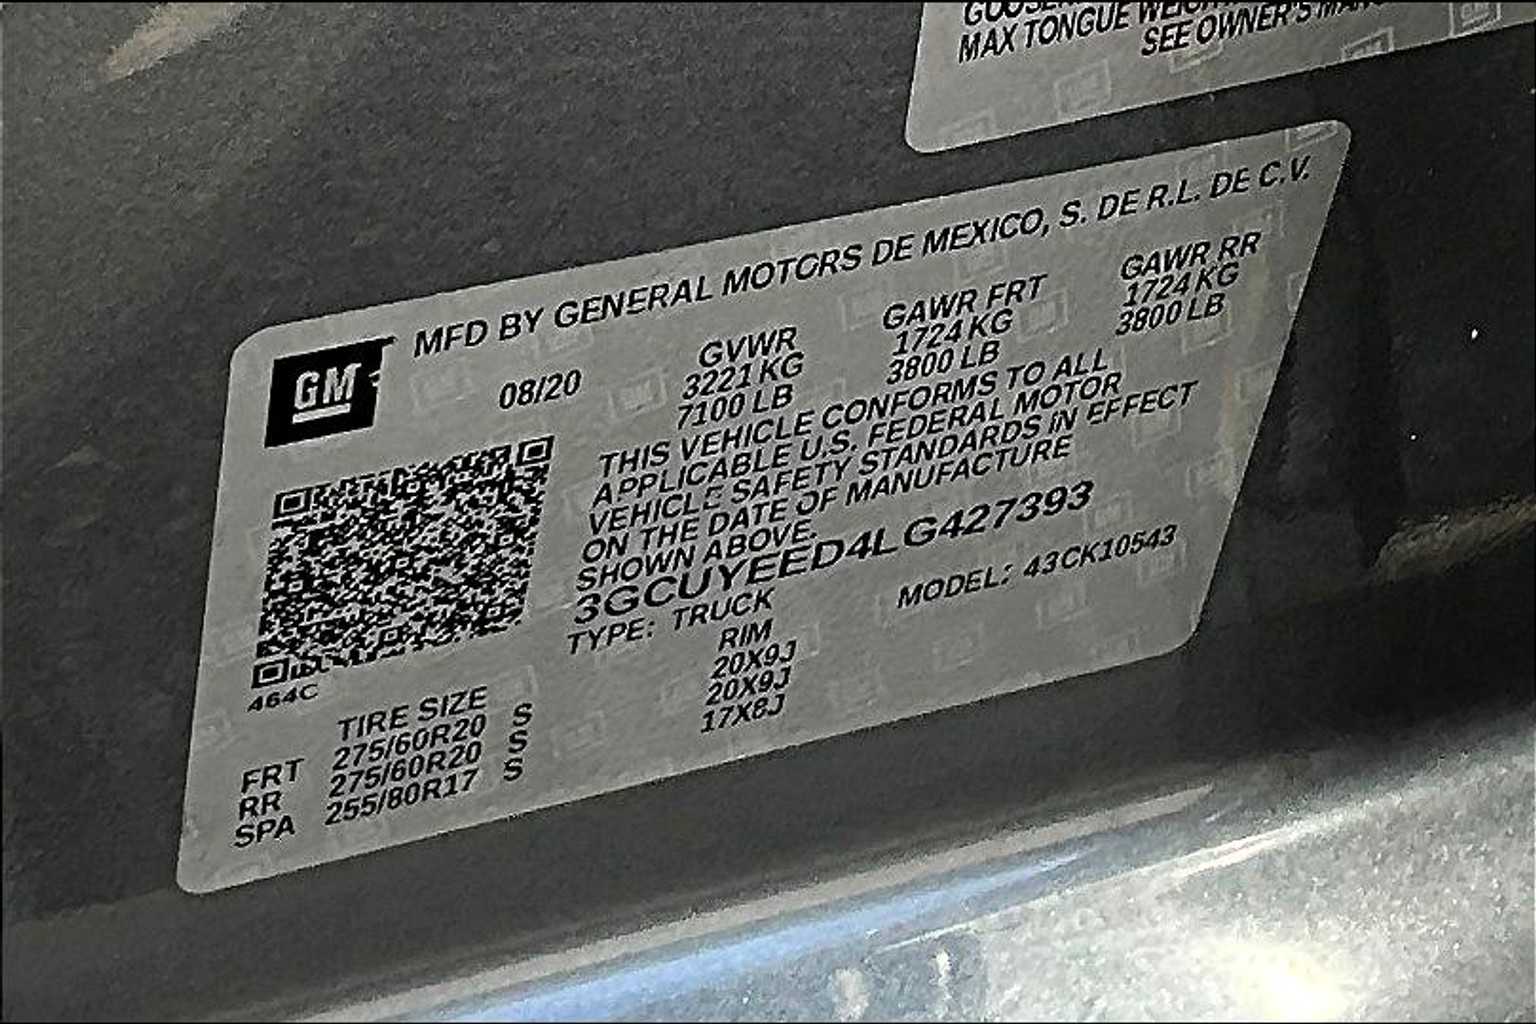 MAX TONGUE
SEE OWNER'S
MFD BY GENERAL MOTORS DE MEXICO, S. DE R.L. DE C.V.
GM
08/20
GVWR
3221 KG
7100 LB
GAWR FRT
1724 KG
3800 LB
GAWR RR
1724 KG
3800 LB
THIS VEHICLE CONFORMS TO ALL
APPLICABLE U.S. FEDERAL MOTOR
VEHICLE SAFETY STANDARDS IN EFFECT
ON THE DATE OF MANUFACTURE
SHOWN ABOVE.
3GCUYEED4LG427393
TYPE: TRUCK
MODEL: 43CK10543
464C
TIRE SIZE
RIM
FRT 275/60R20 S 20X9J
RR 275/60R20 S 20X9J
SPA 255/80R17 S 17X8J